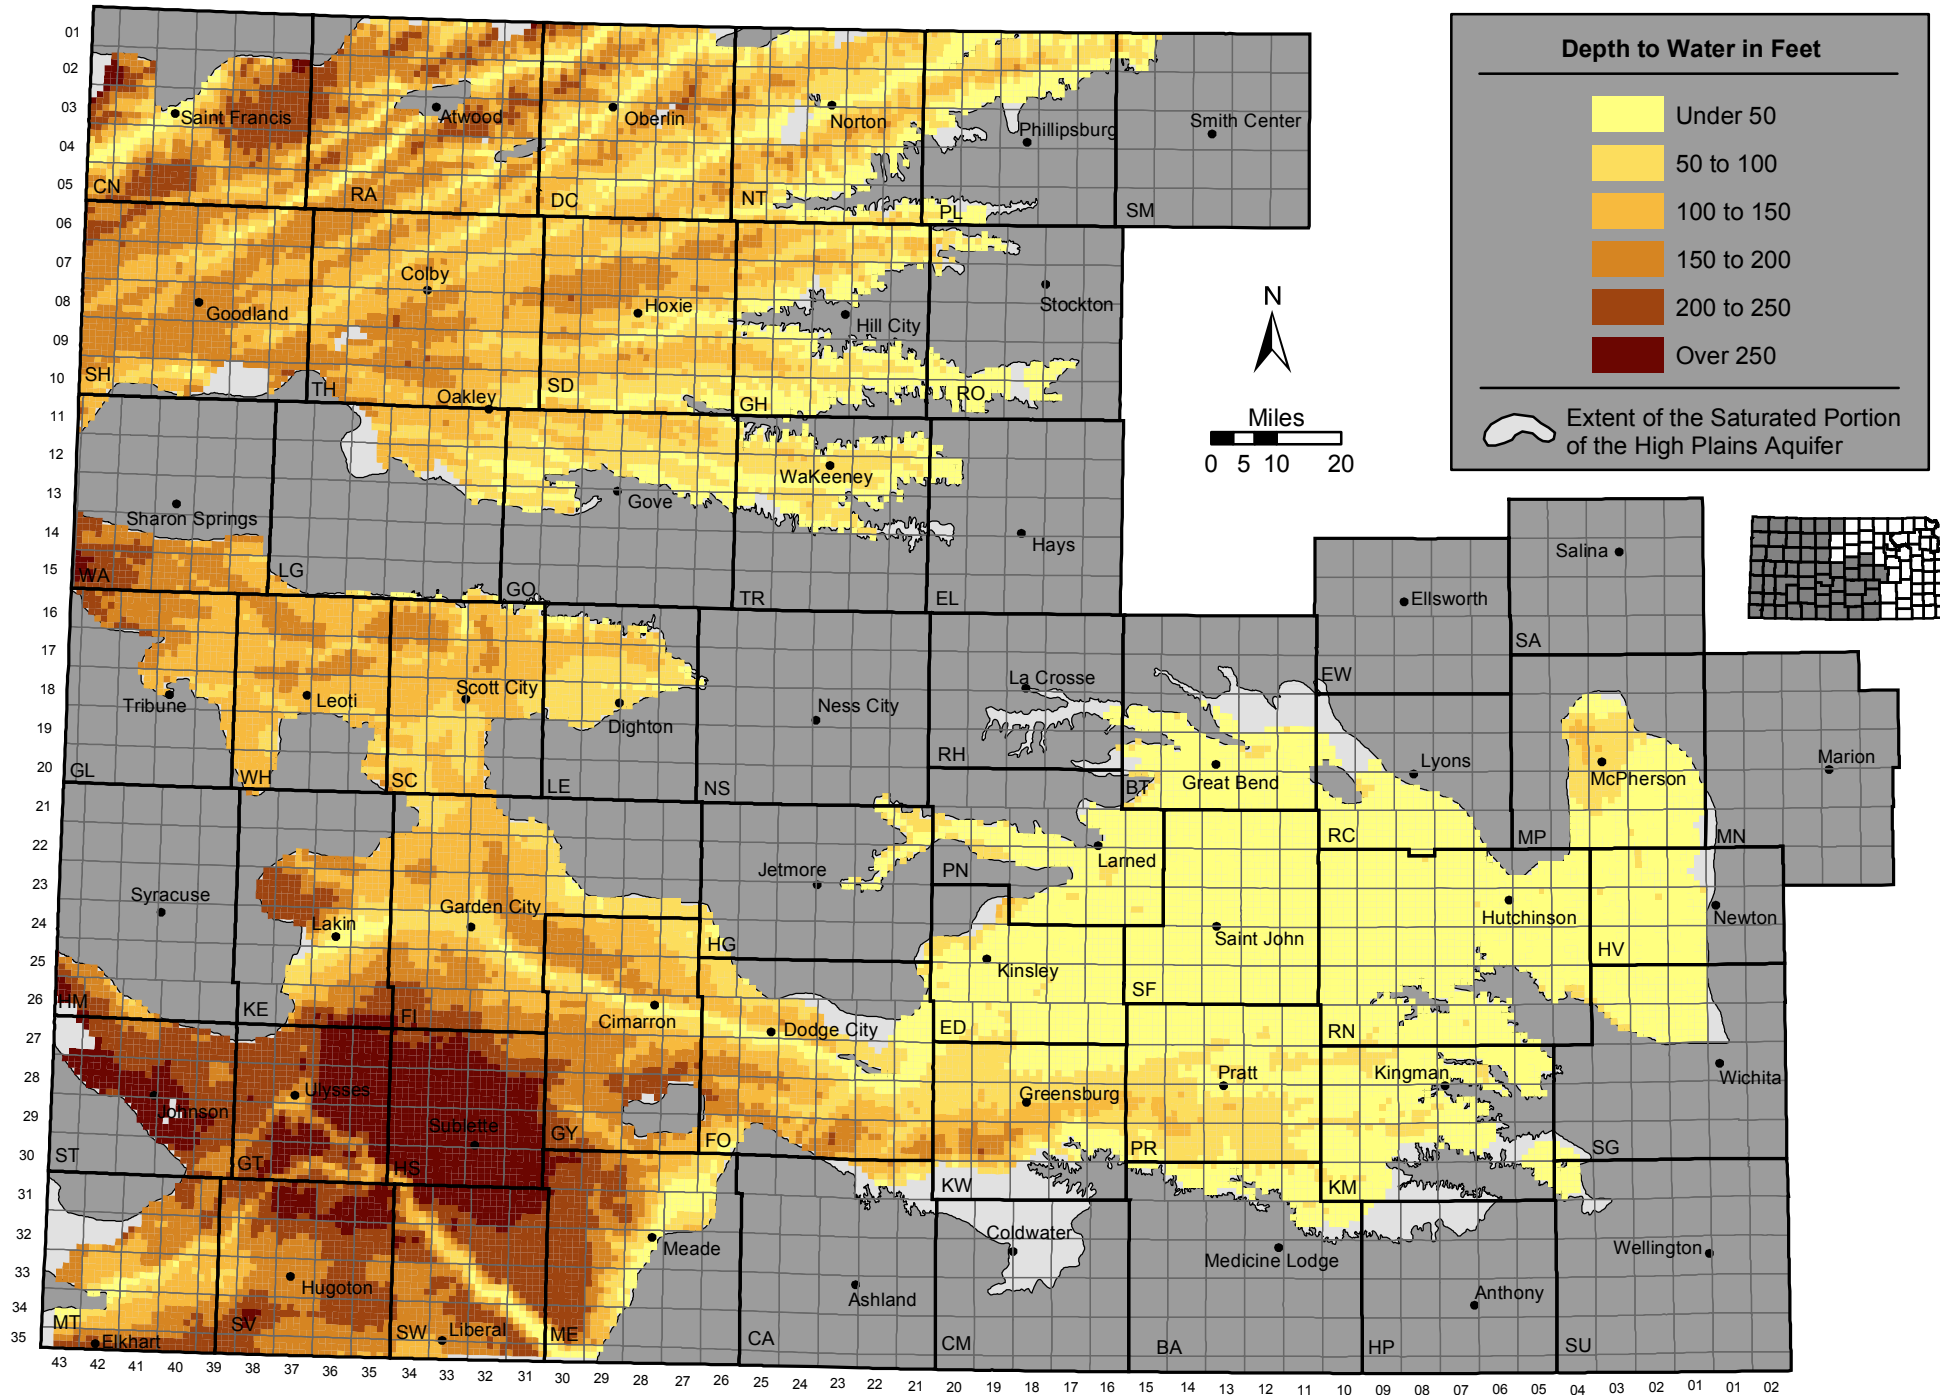 Depth to Water in Feet
Under 50
50 to 100
100 to 150
150 to 200
200 to 250
Over 250
Extent of the Saturated Portion
of the High Plains Aquifer
N
Miles
0 5 10 20
01
02
03
04
05
06
07
08
09
10
11
12
13
14
15
16
17
18
19
20
21
22
23
24
25
26
27
28
29
30
31
32
33
34
35
Saint Francis
Atwood
Oberlin
Norton
Phillipsburg
Smith Center
CN
RA
DC
NT
PL
SM
Goodland
Colby
Hoxie
Hill City
Stockton
SH
TH
SD
GH
RO
Oakley
Sharon Springs
Gove
WaKeeney
Hays
WA
LG
GO
TR
EL
Salina
Ellsworth
SA
EW
Tribune
Leoti
Scott City
Dighton
Ness City
La Crosse
Great Bend
Lyons
McPherson
Marion
GL
WH
SC
LE
NS
RH
BT
RC
MP
MN
Syracuse
Lakin
Garden City
Jetmore
Larned
PN
Kinsley
Saint John
Hutchinson
Newton
HV
HG
HM
KE
FI
Cimarron
Dodge City
ED
SF
RN
Ulysses
Johnson
Sublette
Greensburg
Pratt
Kingman
Wichita
ST
GT
HS
GY
FO
KW
PR
KM
SG
Hugoton
Meade
Ashland
Coldwater
Medicine Lodge
Anthony
Wellington
MT
Elkhart
SV
SW
Liberal
ME
CA
CM
BA
HP
SU
43 42 41 40 39 38 37 36 35 34 33 32 31 30 29 28 27 26 25 24 23 22 21 20 19 18 17 16 15 14 13 12 11 10 09 08 07 06 05 04 03 02 01 01 02